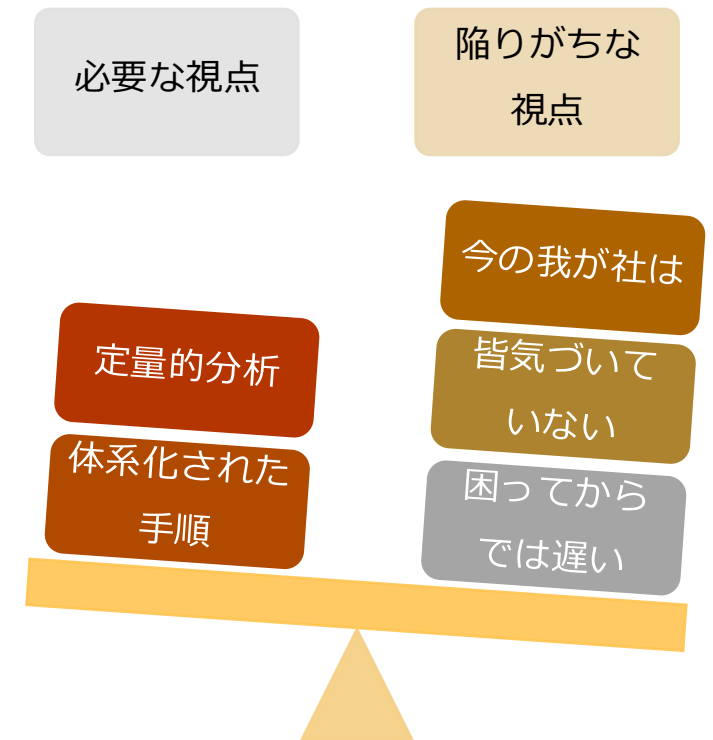 必要な視点
陥りがちな
視点
定量的分析
体系化された
手順
今の我が社は
皆気づいて
いない
困ってから
では遅い